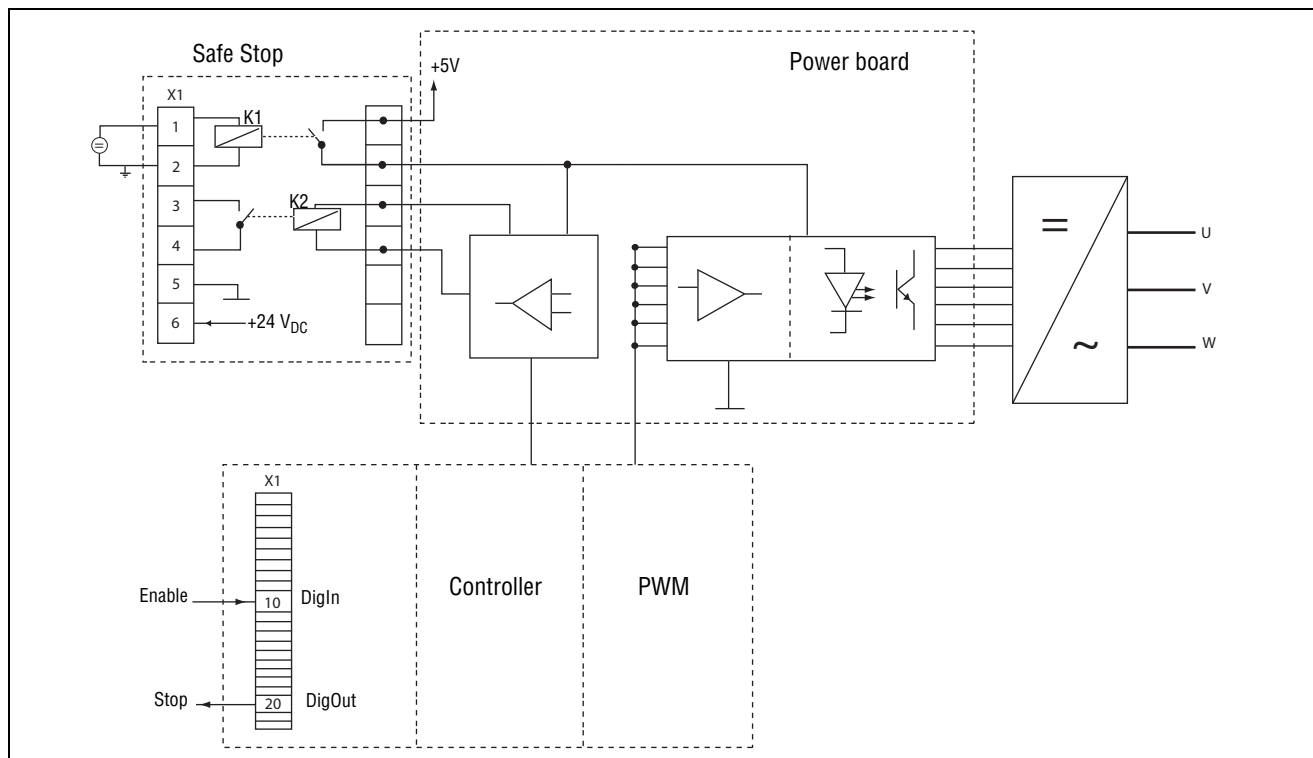 Safe Stop
Power board
+5V
X1
K1
1
2
3
K2
4
5
6
+24 VDC
=
=
~
U
V
W
X1
Controller
PWM
Enable
10
DigIn
Stop
20
DigOut